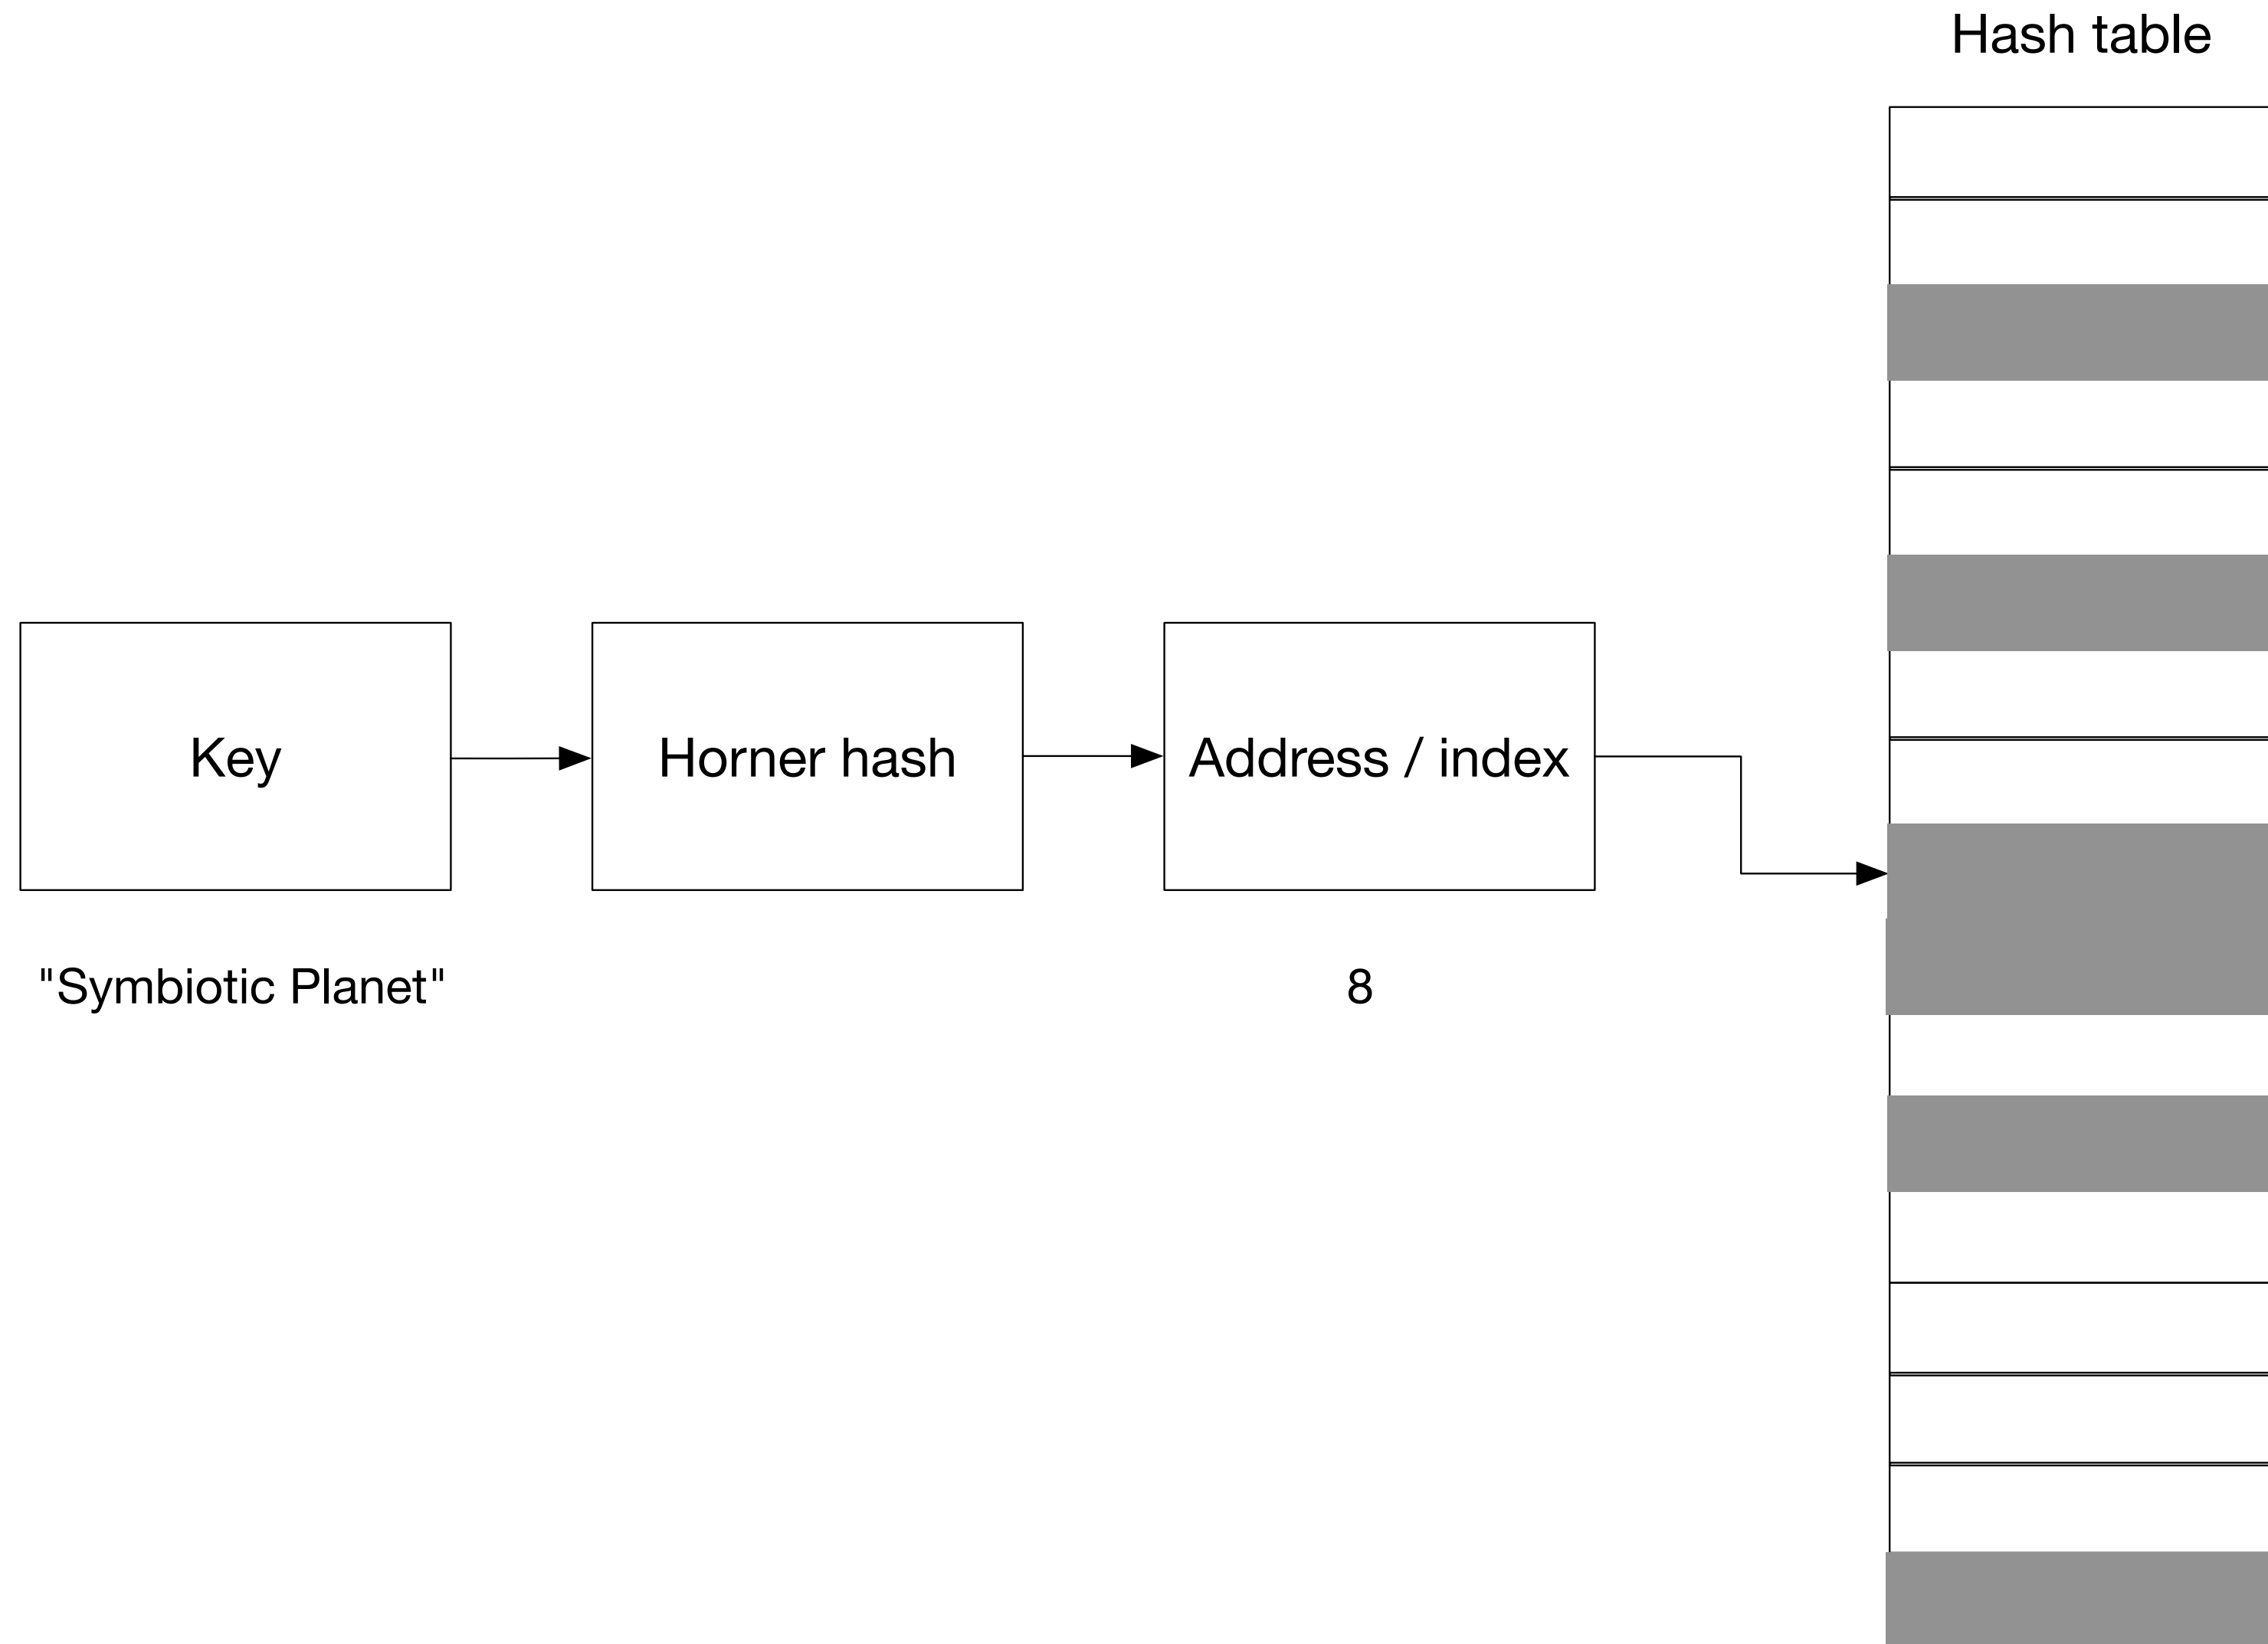 Hash table
Key
Horner hash
Address / index
"Symbiotic Planet"
8